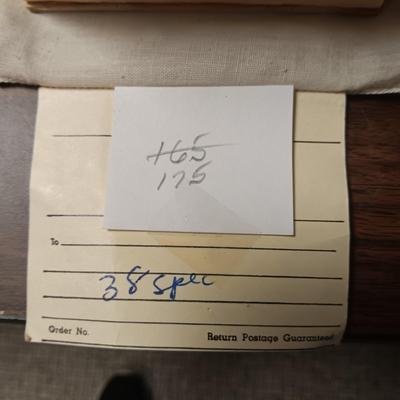 165
175
To
38 spec
Order No. Return Postage Guaranteed